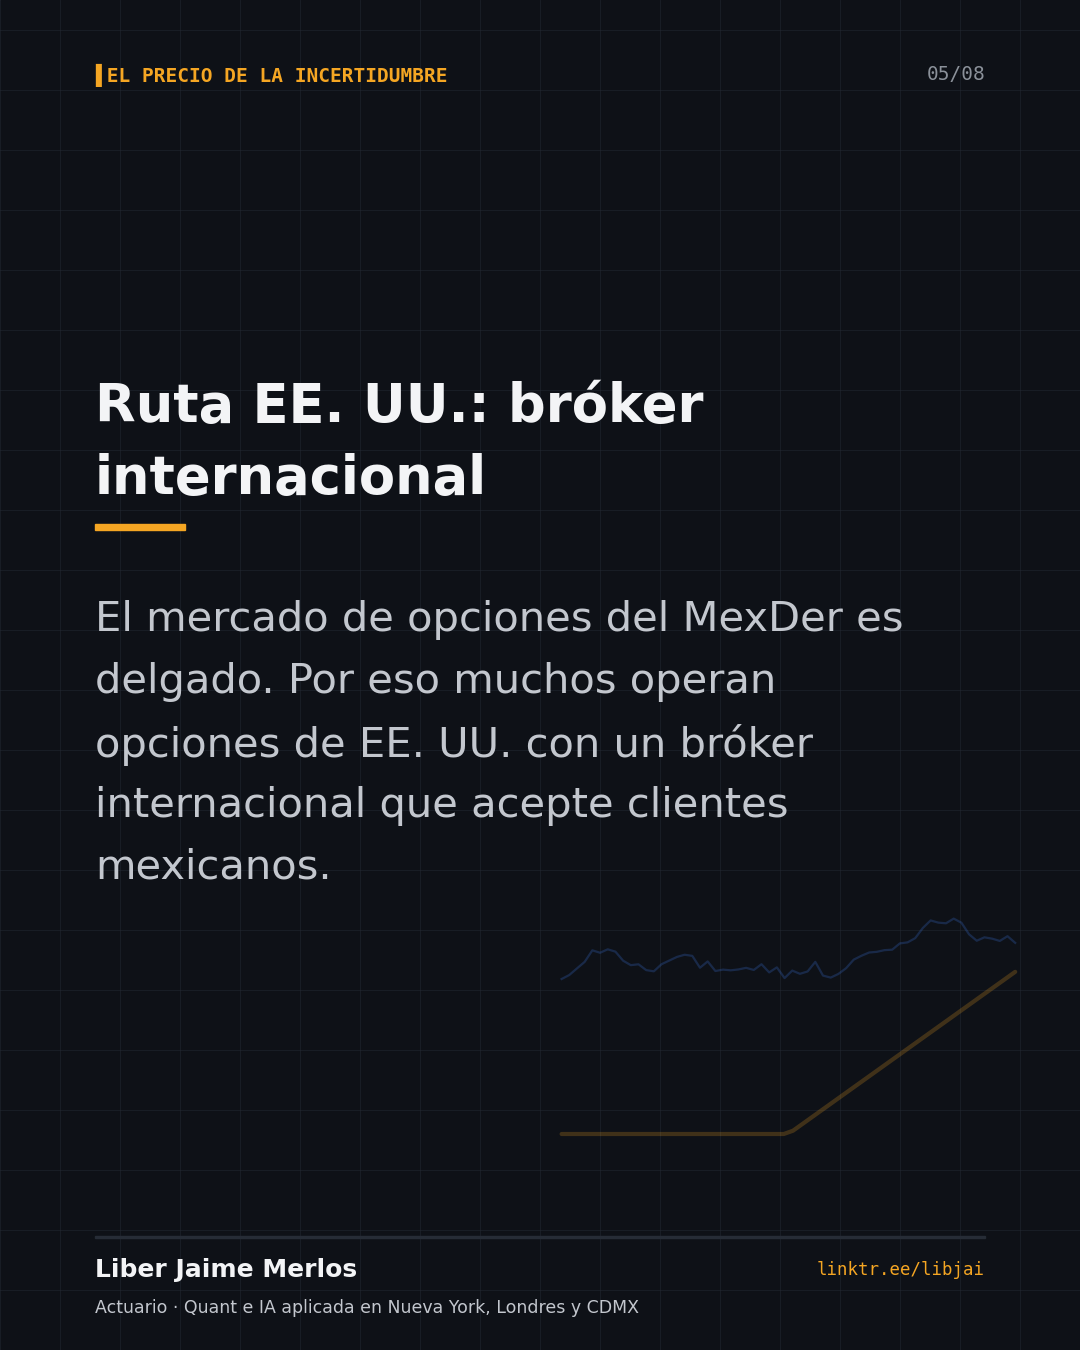 EL PRECIO DE LA INCERTIDUMBRE
05/08
Ruta EE. UU.: bróker
internacional
El mercado de opciones del MexDer es
delgado. Por eso muchos operan
opciones de EE. UU. con un bróker
internacional que acepte clientes
mexicanos.
Liber Jaime Merlos
linktr.ee/libjai
Actuario · Quant e IA aplicada en Nueva York, Londres y CDMX